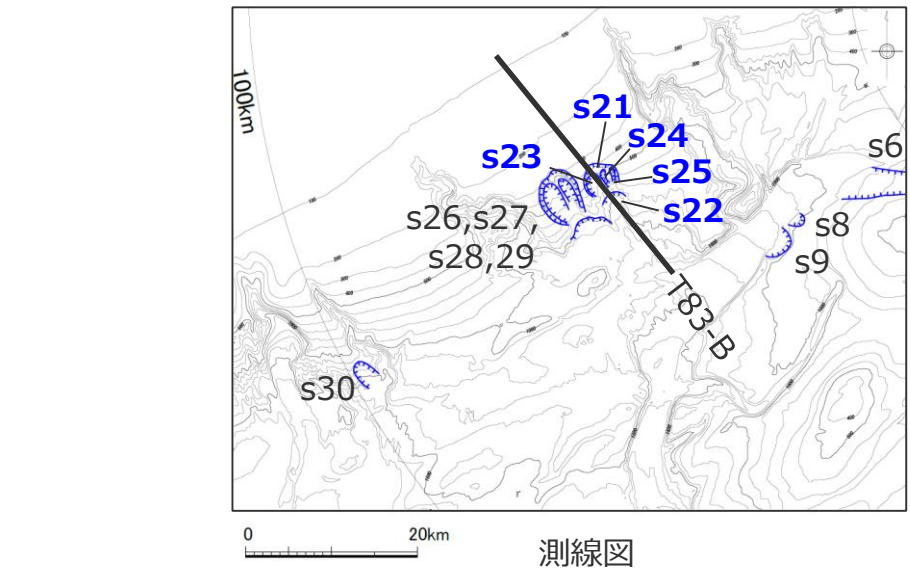 100km
s21
s24
s23
s25
s6
s22
s26,s27,
s28,29
s8
s9
T83-B
s30
0
20km
測線図